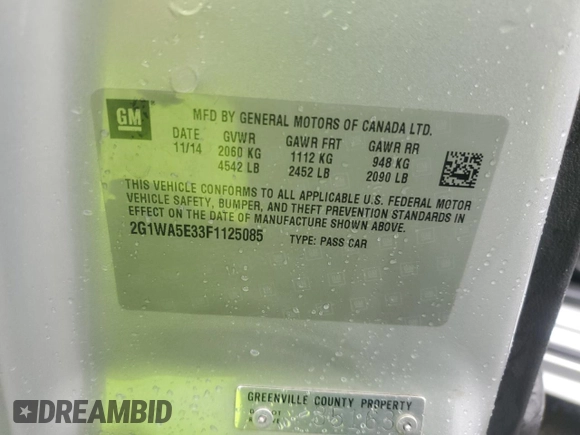 GM
MFD BY GENERAL MOTORS OF CANADA LTD.
DATE GVWR GAWR FRT GAWR RR
11/14 2060 KG 1112 KG 948 KG
4542 LB 2452 LB 2090 LB
THIS VEHICLE CONFORMS TO ALL APPLICABLE U.S. FEDERAL MOTOR
VEHICLE SAFETY, BUMPER, AND THEFT PREVENTION STANDARDS IN
EFFECT ON THE DATE OF MANUFACTURE SHOWN ABOVE.
2G1WA5E33F1125085 TYPE: PASS CAR
GREENVILLE COUNTY PROPERTY
DREAMBID